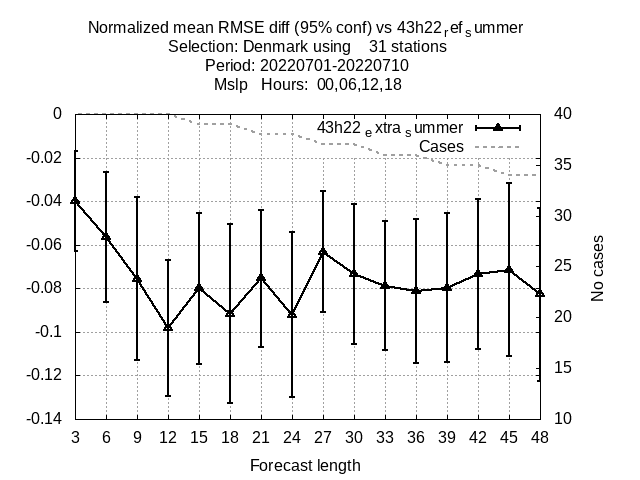 Normalized mean RMSE diff (95% conf) vs 43h22refsummer
Selection: Denmark using 31 stations
Period: 20220701-20220710
Mslp Hours: 00,06,12,18
0 40
43h22extrasummer
Cases
-0.02
35
-0.04
30
-0.06
25
-0.08
20
-0.1
15
-0.12
-0.14 10
3 6 9 12 15 18 21 24 27 30 33 36 39 42 45 48
No cases
Forecast length